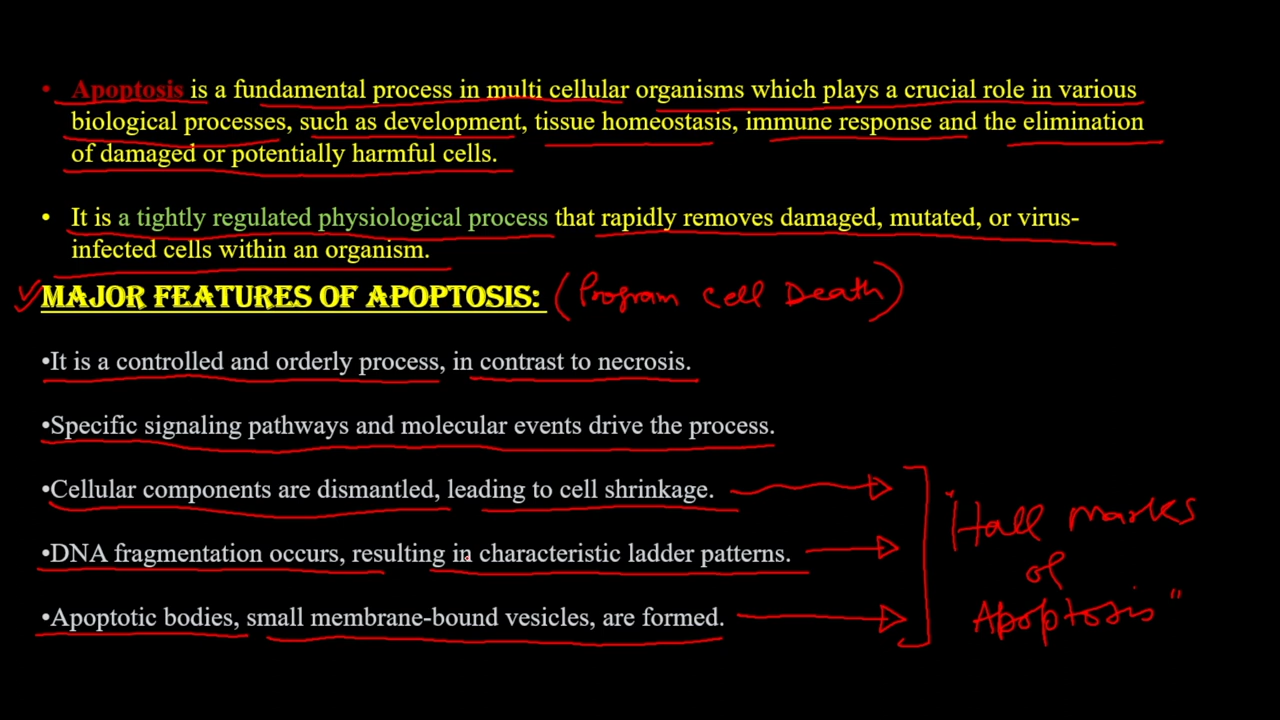 • Apoptosis is a fundamental process in multi cellular organisms which plays a crucial role in various
biological processes, such as development, tissue homeostasis, immune response and the elimination
of damaged or potentially harmful cells.
• It is a tightly regulated physiological process that rapidly removes damaged, mutated, or virus-
infected cells within an organism.
MAJOR FEATURES OF APOPTOSIS: (Program Cell Death)
•It is a controlled and orderly process, in contrast to necrosis.
•Specific signaling pathways and molecular events drive the process.
•Cellular components are dismantled, leading to cell shrinkage.
•DNA fragmentation occurs, resulting in characteristic ladder patterns.
•Apoptotic bodies, small membrane-bound vesicles, are formed.
"Hall marks
of
Apoptosis"